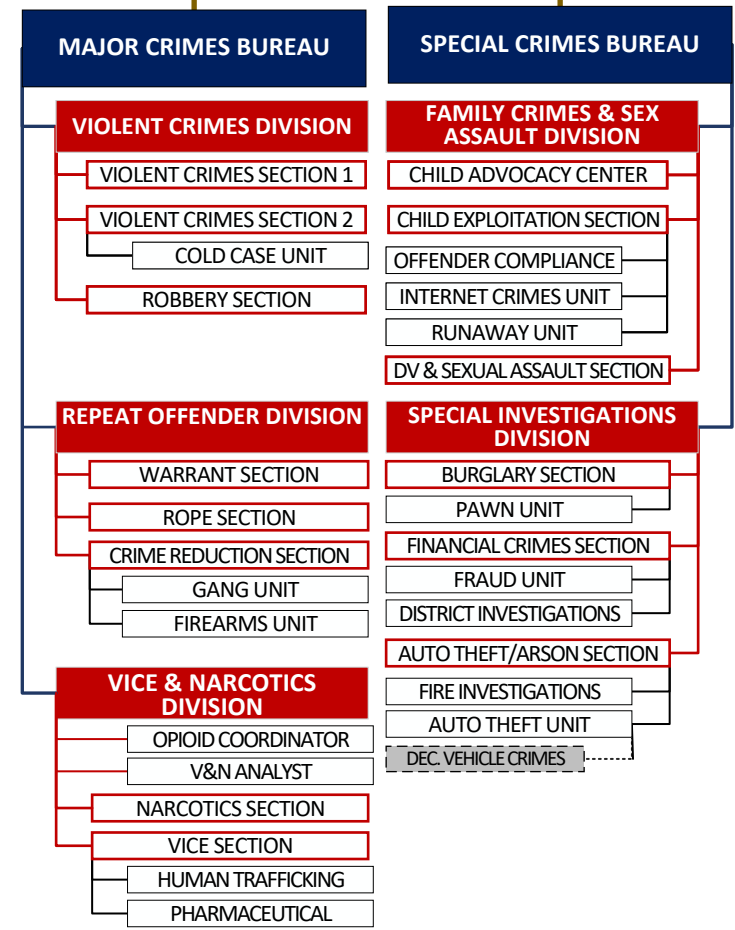 MAJOR CRIMES BUREAU
VIOLENT CRIMES DIVISION
VIOLENT CRIMES SECTION 1
VIOLENT CRIMES SECTION 2
COLD CASE UNIT
ROBBERY SECTION
REPEAT OFFENDER DIVISION
WARRANT SECTION
ROPE SECTION
CRIME REDUCTION SECTION
GANG UNIT
FIREARMS UNIT
VICE & NARCOTICS
DIVISION
OPIOID COORDINATOR
V&N ANALYST
NARCOTICS SECTION
VICE SECTION
HUMAN TRAFFICKING
PHARMACEUTICAL
SPECIAL CRIMES BUREAU
FAMILY CRIMES & SEX
ASSAULT DIVISION
CHILD ADVOCACY CENTER
CHILD EXPLOITATION SECTION
OFFENDER COMPLIANCE
INTERNET CRIMES UNIT
RUNAWAY UNIT
DV & SEXUAL ASSAULT SECTION
SPECIAL INVESTIGATIONS
DIVISION
BURGLARY SECTION
PAWN UNIT
FINANCIAL CRIMES SECTION
FRAUD UNIT
DISTRICT INVESTIGATIONS
AUTO THEFT/ARSON SECTION
FIRE INVESTIGATIONS
AUTO THEFT UNIT
DEC. VEHICLE CRIMES